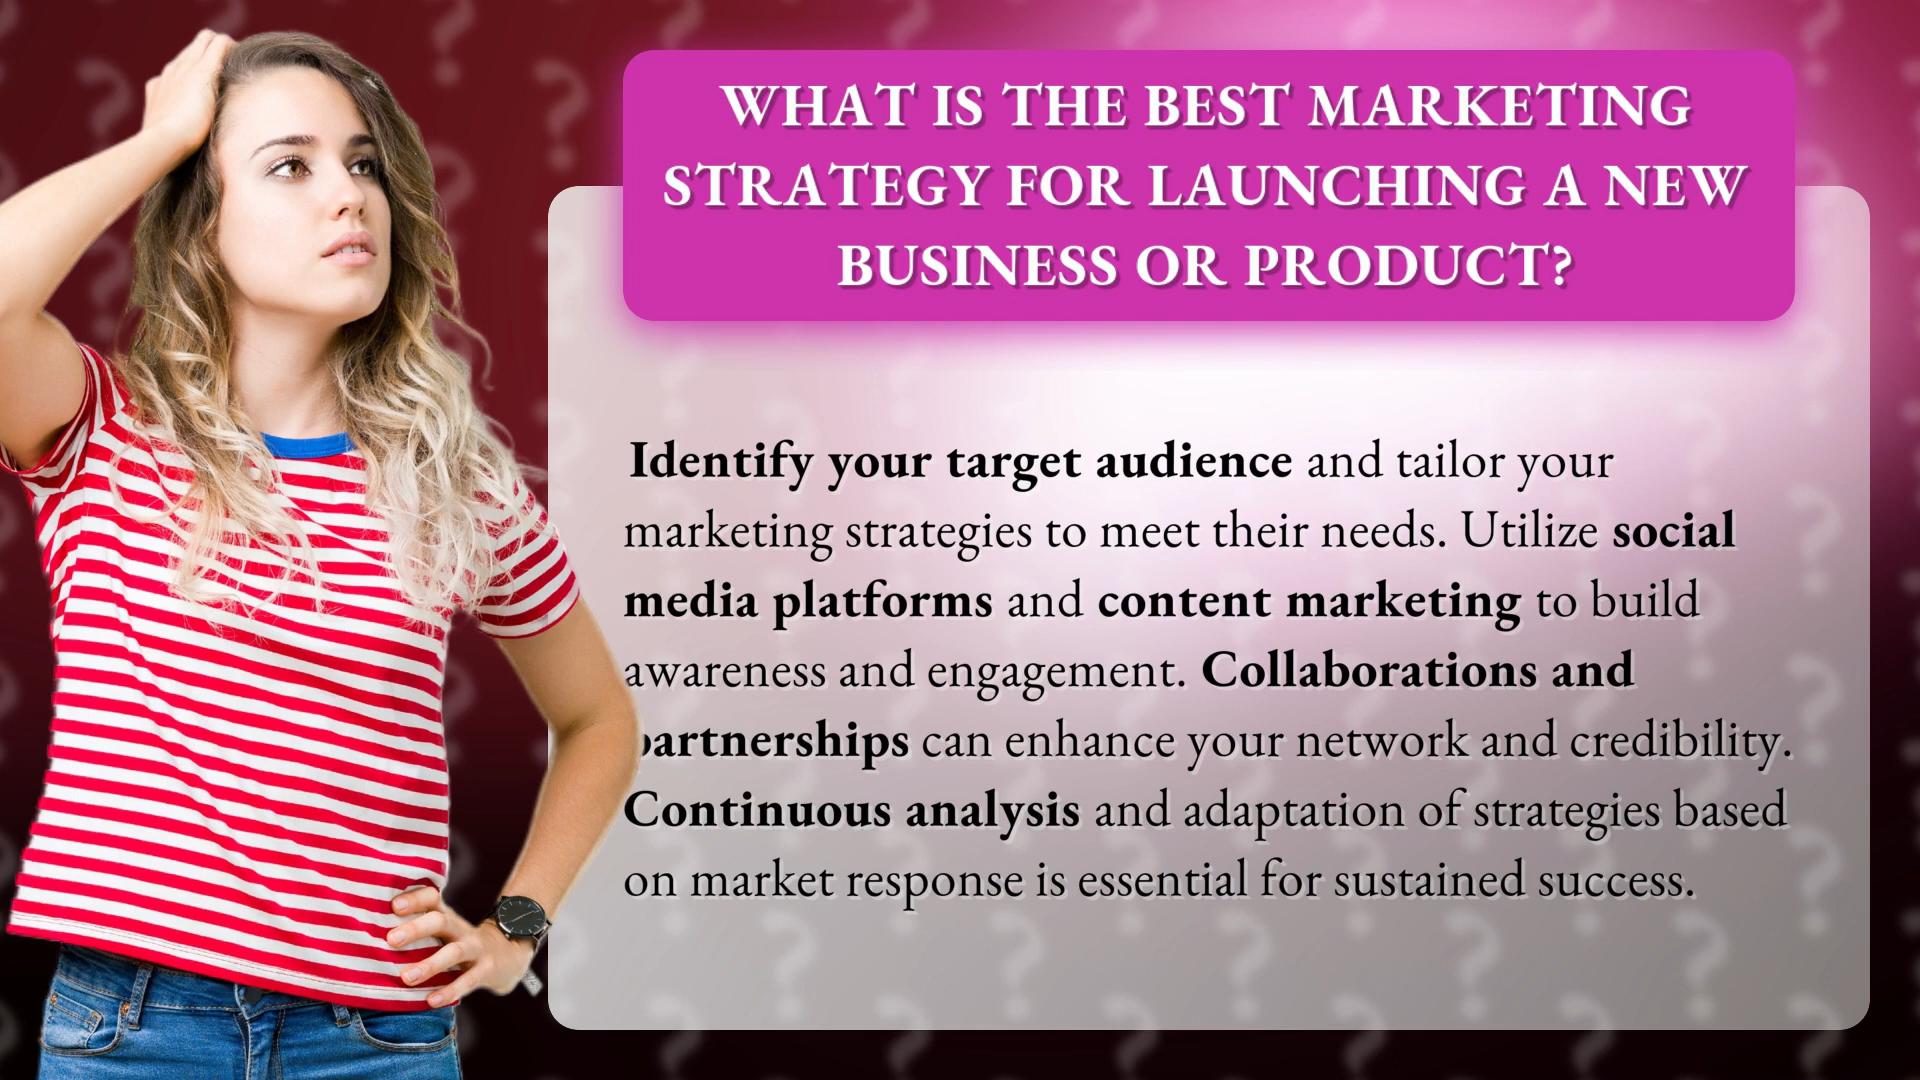 WHAT IS THE BEST MARKETING
STRATEGY FOR LAUNCHING A NEW
BUSINESS OR PRODUCT?
Identify your target audience and tailor your
marketing strategies to meet their needs. Utilize social
media platforms and content marketing to build
awareness and engagement. Collaborations and
partnerships can enhance your network and credibility.
Continuous analysis and adaptation of strategies based
on market response is essential for sustained success.